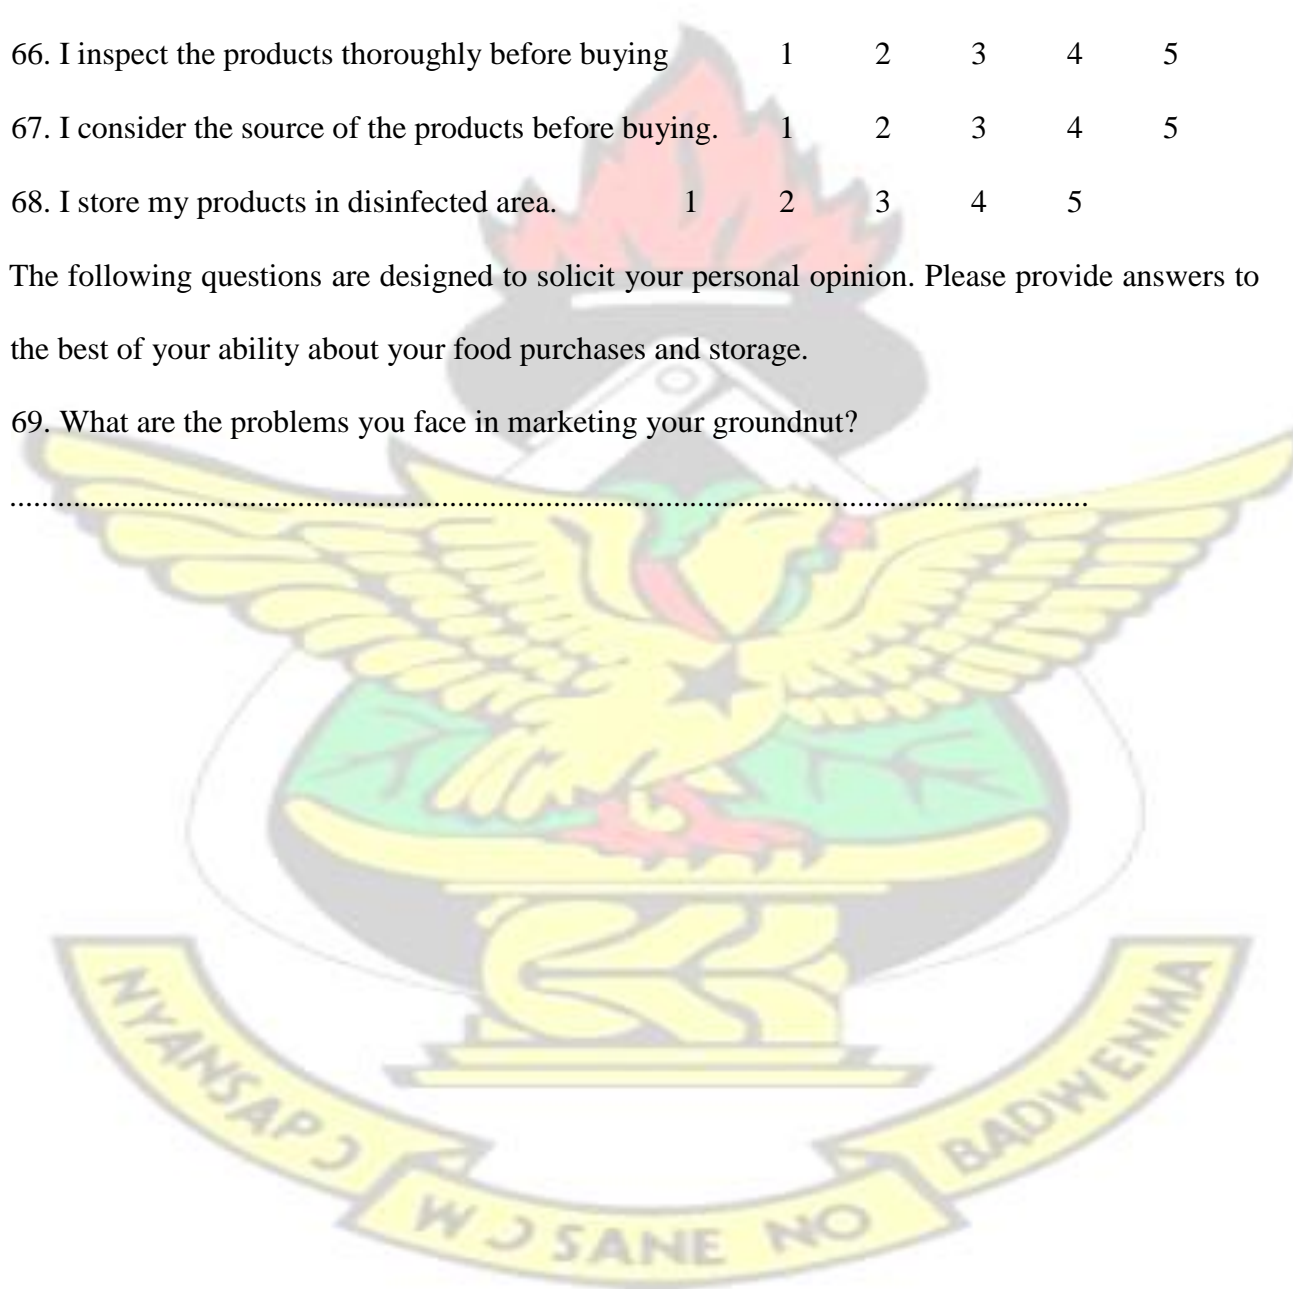 66. I inspect the products thoroughly before buying 1 2 3 4 5
67. I consider the source of the products before buying. 1 2 3 4 5
68. I store my products in disinfected area. 1 2 3 4 5
The following questions are designed to solicit your personal opinion. Please provide answers to
the best of your ability about your food purchases and storage.
69. What are the problems you face in marketing your groundnut?
.......................................................................................................................................
NYANSAPƆ
WƆSANE NO
BADWENMA